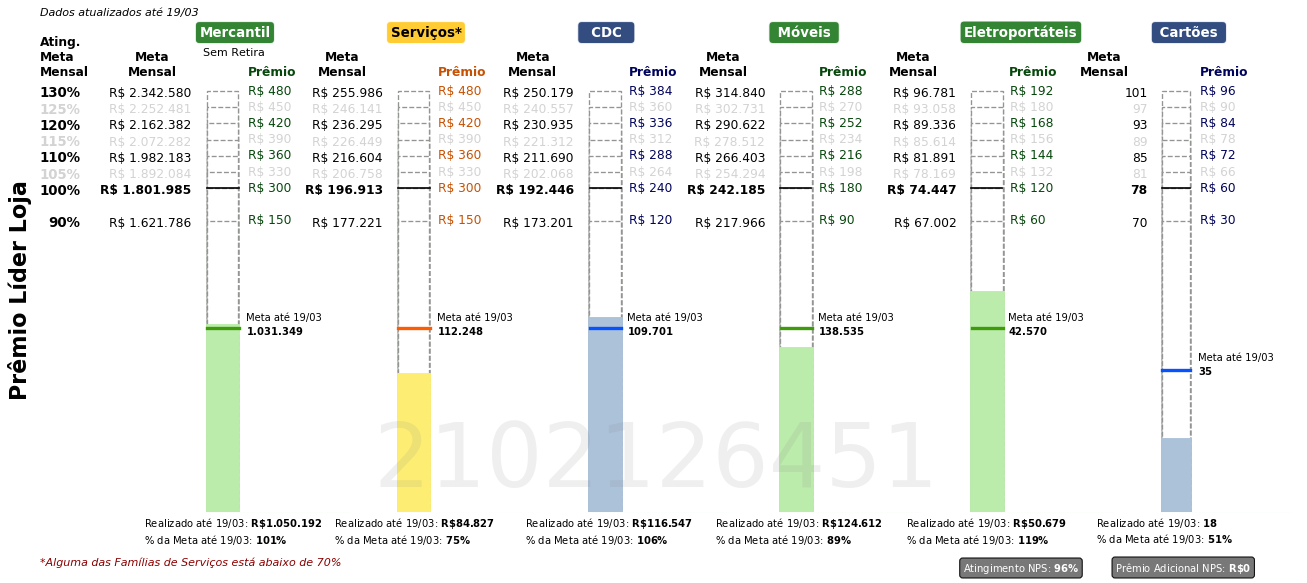 Dados atualizados até 19/03
Mercantil Serviços* CDC Móveis Eletroportáteis Cartões
Sem Retira
Ating. Meta Mensal Meta Mensal Prêmio Meta Mensal Prêmio Meta Mensal Prêmio Meta Mensal Prêmio Meta Mensal Prêmio Meta Mensal Prêmio
130% R$ 2.342.580 R$ 480 R$ 255.986 R$ 480 R$ 250.179 R$ 384 R$ 314.840 R$ 288 R$ 96.781 R$ 192 101 R$ 96
125% R$ 2.252.481 R$ 450 R$ 246.141 R$ 450 R$ 240.557 R$ 360 R$ 302.731 R$ 270 R$ 93.058 R$ 180 97 R$ 90
120% R$ 2.162.382 R$ 420 R$ 236.295 R$ 420 R$ 230.935 R$ 336 R$ 290.622 R$ 252 R$ 89.336 R$ 168 93 R$ 84
115% R$ 2.072.282 R$ 390 R$ 226.449 R$ 390 R$ 221.312 R$ 312 R$ 278.512 R$ 234 R$ 85.614 R$ 156 89 R$ 78
110% R$ 1.982.183 R$ 360 R$ 216.604 R$ 360 R$ 211.690 R$ 288 R$ 266.403 R$ 216 R$ 81.891 R$ 144 85 R$ 72
105% R$ 1.892.084 R$ 330 R$ 206.758 R$ 330 R$ 202.068 R$ 264 R$ 254.294 R$ 198 R$ 78.169 R$ 132 81 R$ 66
100% R$ 1.801.985 R$ 300 R$ 196.913 R$ 300 R$ 192.446 R$ 240 R$ 242.185 R$ 180 R$ 74.447 R$ 120 78 R$ 60
90% R$ 1.621.786 R$ 150 R$ 177.221 R$ 150 R$ 173.201 R$ 120 R$ 217.966 R$ 90 R$ 67.002 R$ 60 70 R$ 30
Prêmio Líder Loja
Meta até 19/03 Meta até 19/03 Meta até 19/03 Meta até 19/03 Meta até 19/03
1.031.349 112.248 109.701 138.535 42.570
Meta até 19/03
35
2102126451
Realizado até 19/03: R$1.050.192 Realizado até 19/03: R$84.827 Realizado até 19/03: R$116.547 Realizado até 19/03: R$124.612 Realizado até 19/03: R$50.679 Realizado até 19/03: 18
% da Meta até 19/03: 101% % da Meta até 19/03: 75% % da Meta até 19/03: 106% % da Meta até 19/03: 89% % da Meta até 19/03: 119% % da Meta até 19/03: 51%
*Alguma das Famílias de Serviços está abaixo de 70%
Atingimento NPS: 96% Prêmio Adicional NPS: R$0